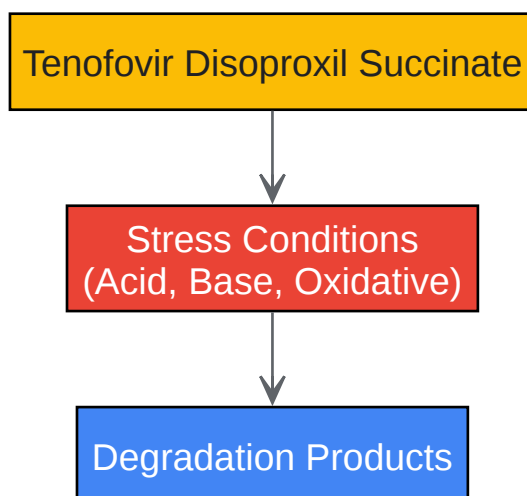 Tenofovir Disoproxil Succinate
Stress Conditions
(Acid, Base, Oxidative)
Degradation Products